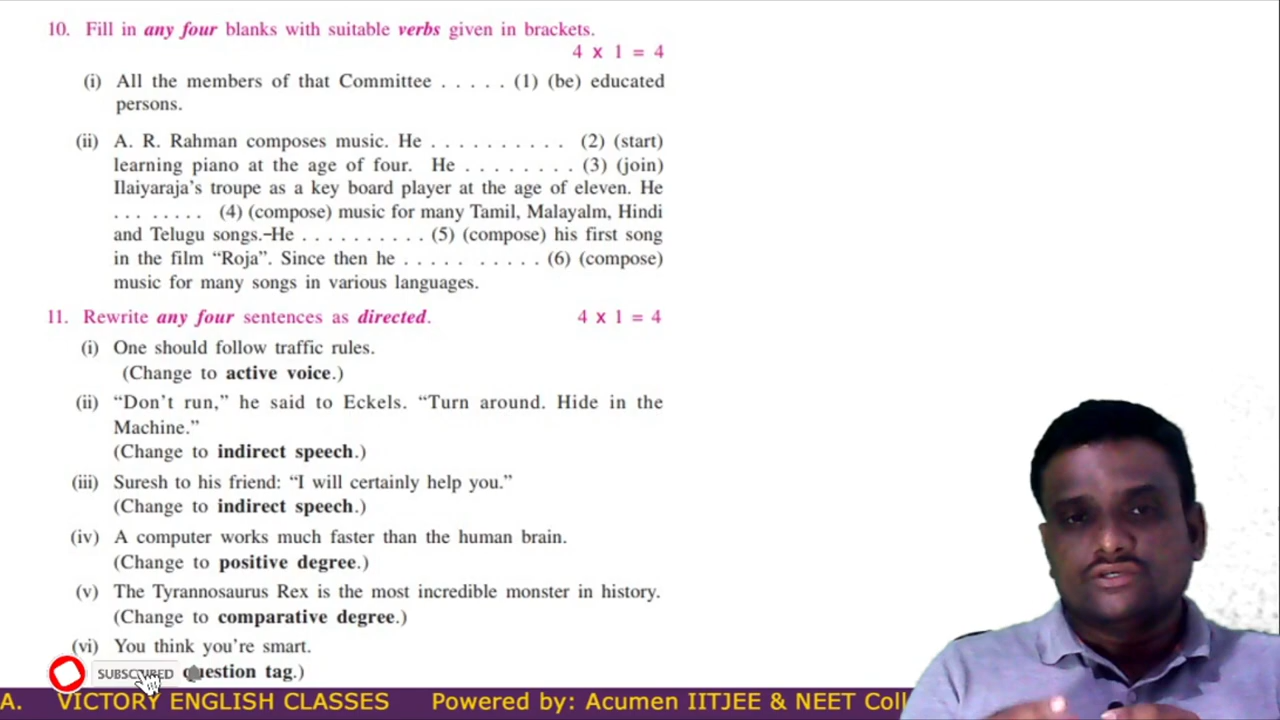 10. Fill in any four blanks with suitable verbs given in brackets.
4 x 1 = 4
(i) All the members of that Committee . . . . . (1) (be) educated
persons.
(ii) A. R. Rahman composes music. He . . . . . . . . . . (2) (start)
learning piano at the age of four. He . . . . . . . . (3) (join)
Ilaiyaraja's troupe as a key board player at the age of eleven. He
. . . . . . . . (4) (compose) music for many Tamil, Malayalm, Hindi
and Telugu songs.-He . . . . . . . . . . (5) (compose) his first song
in the film “Roja”. Since then he . . . . . . . . . . (6) (compose)
music for many songs in various languages.
11. Rewrite any four sentences as directed. 4 x 1 = 4
(i) One should follow traffic rules.
(Change to active voice.)
(ii) “Don't run,” he said to Eckels. “Turn around. Hide in the
Machine.”
(Change to indirect speech.)
(iii) Suresh to his friend: “I will certainly help you.”
(Change to indirect speech.)
(iv) A computer works much faster than the human brain.
(Change to positive degree.)
(v) The Tyrannosaurus Rex is the most incredible monster in history.
(Change to comparative degree.)
(vi) You think you're smart.
SUBSCRIBED question tag.)
A. VICTORY ENGLISH CLASSES Powered by: Acumen IITJEE & NEET Coll